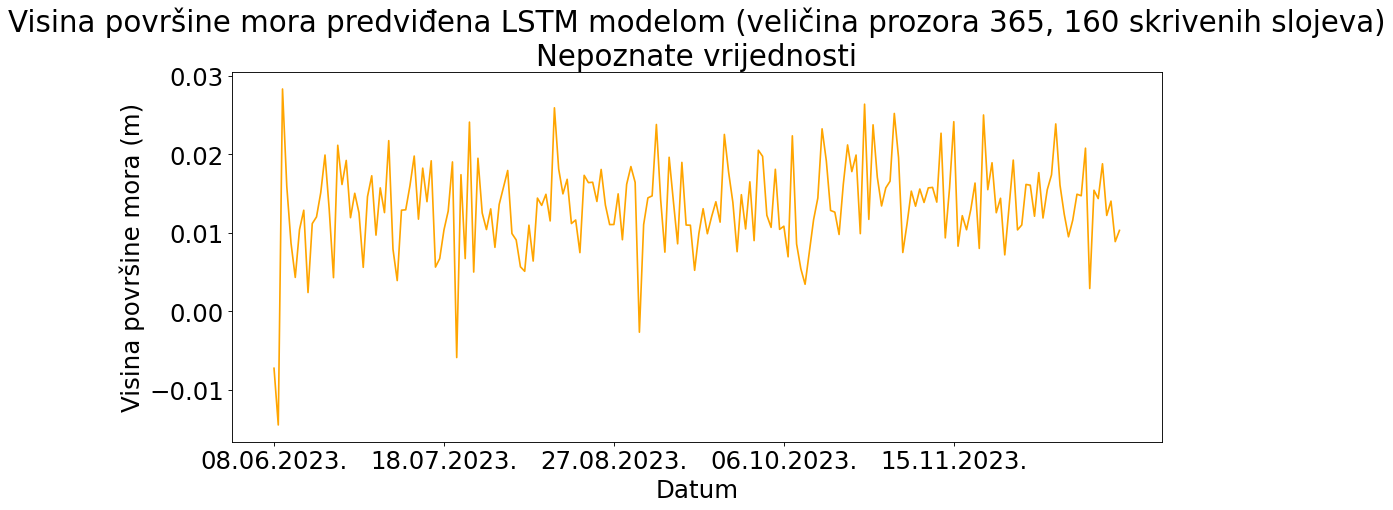 Visina površine mora predviđena LSTM modelom (veličina prozora 365, 160 skrivenih slojeva)
Nepoznate vrijednosti
Visina površine mora (m)
0.03
0.02
0.01
0.00
−0.01
08.06.2023. 18.07.2023. 27.08.2023. 06.10.2023. 15.11.2023.
Datum